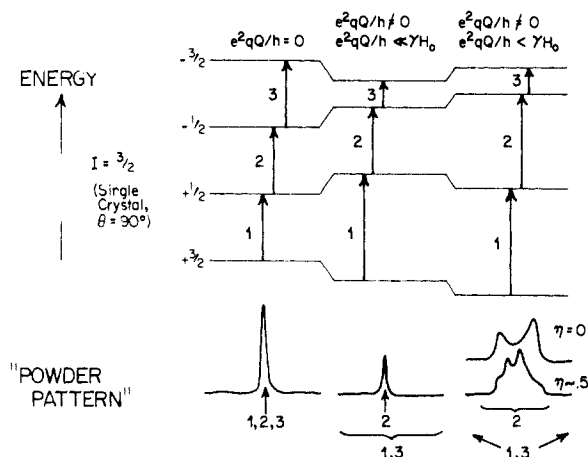 e²qQ/h = 0
e²qQ/h ≠ 0
e²qQ/h ≪ γH₀
e²qQ/h ≠ 0
e²qQ/h < γH₀
ENERGY
I = 3/2
(Single
Crystal,
θ = 90°)
-3/2
-1/2
+1/2
+3/2
3
2
1
3
2
1
3
2
1
"POWDER
PATTERN"
1,2,3
2
1,3
η=0
η~.5
2
1,3